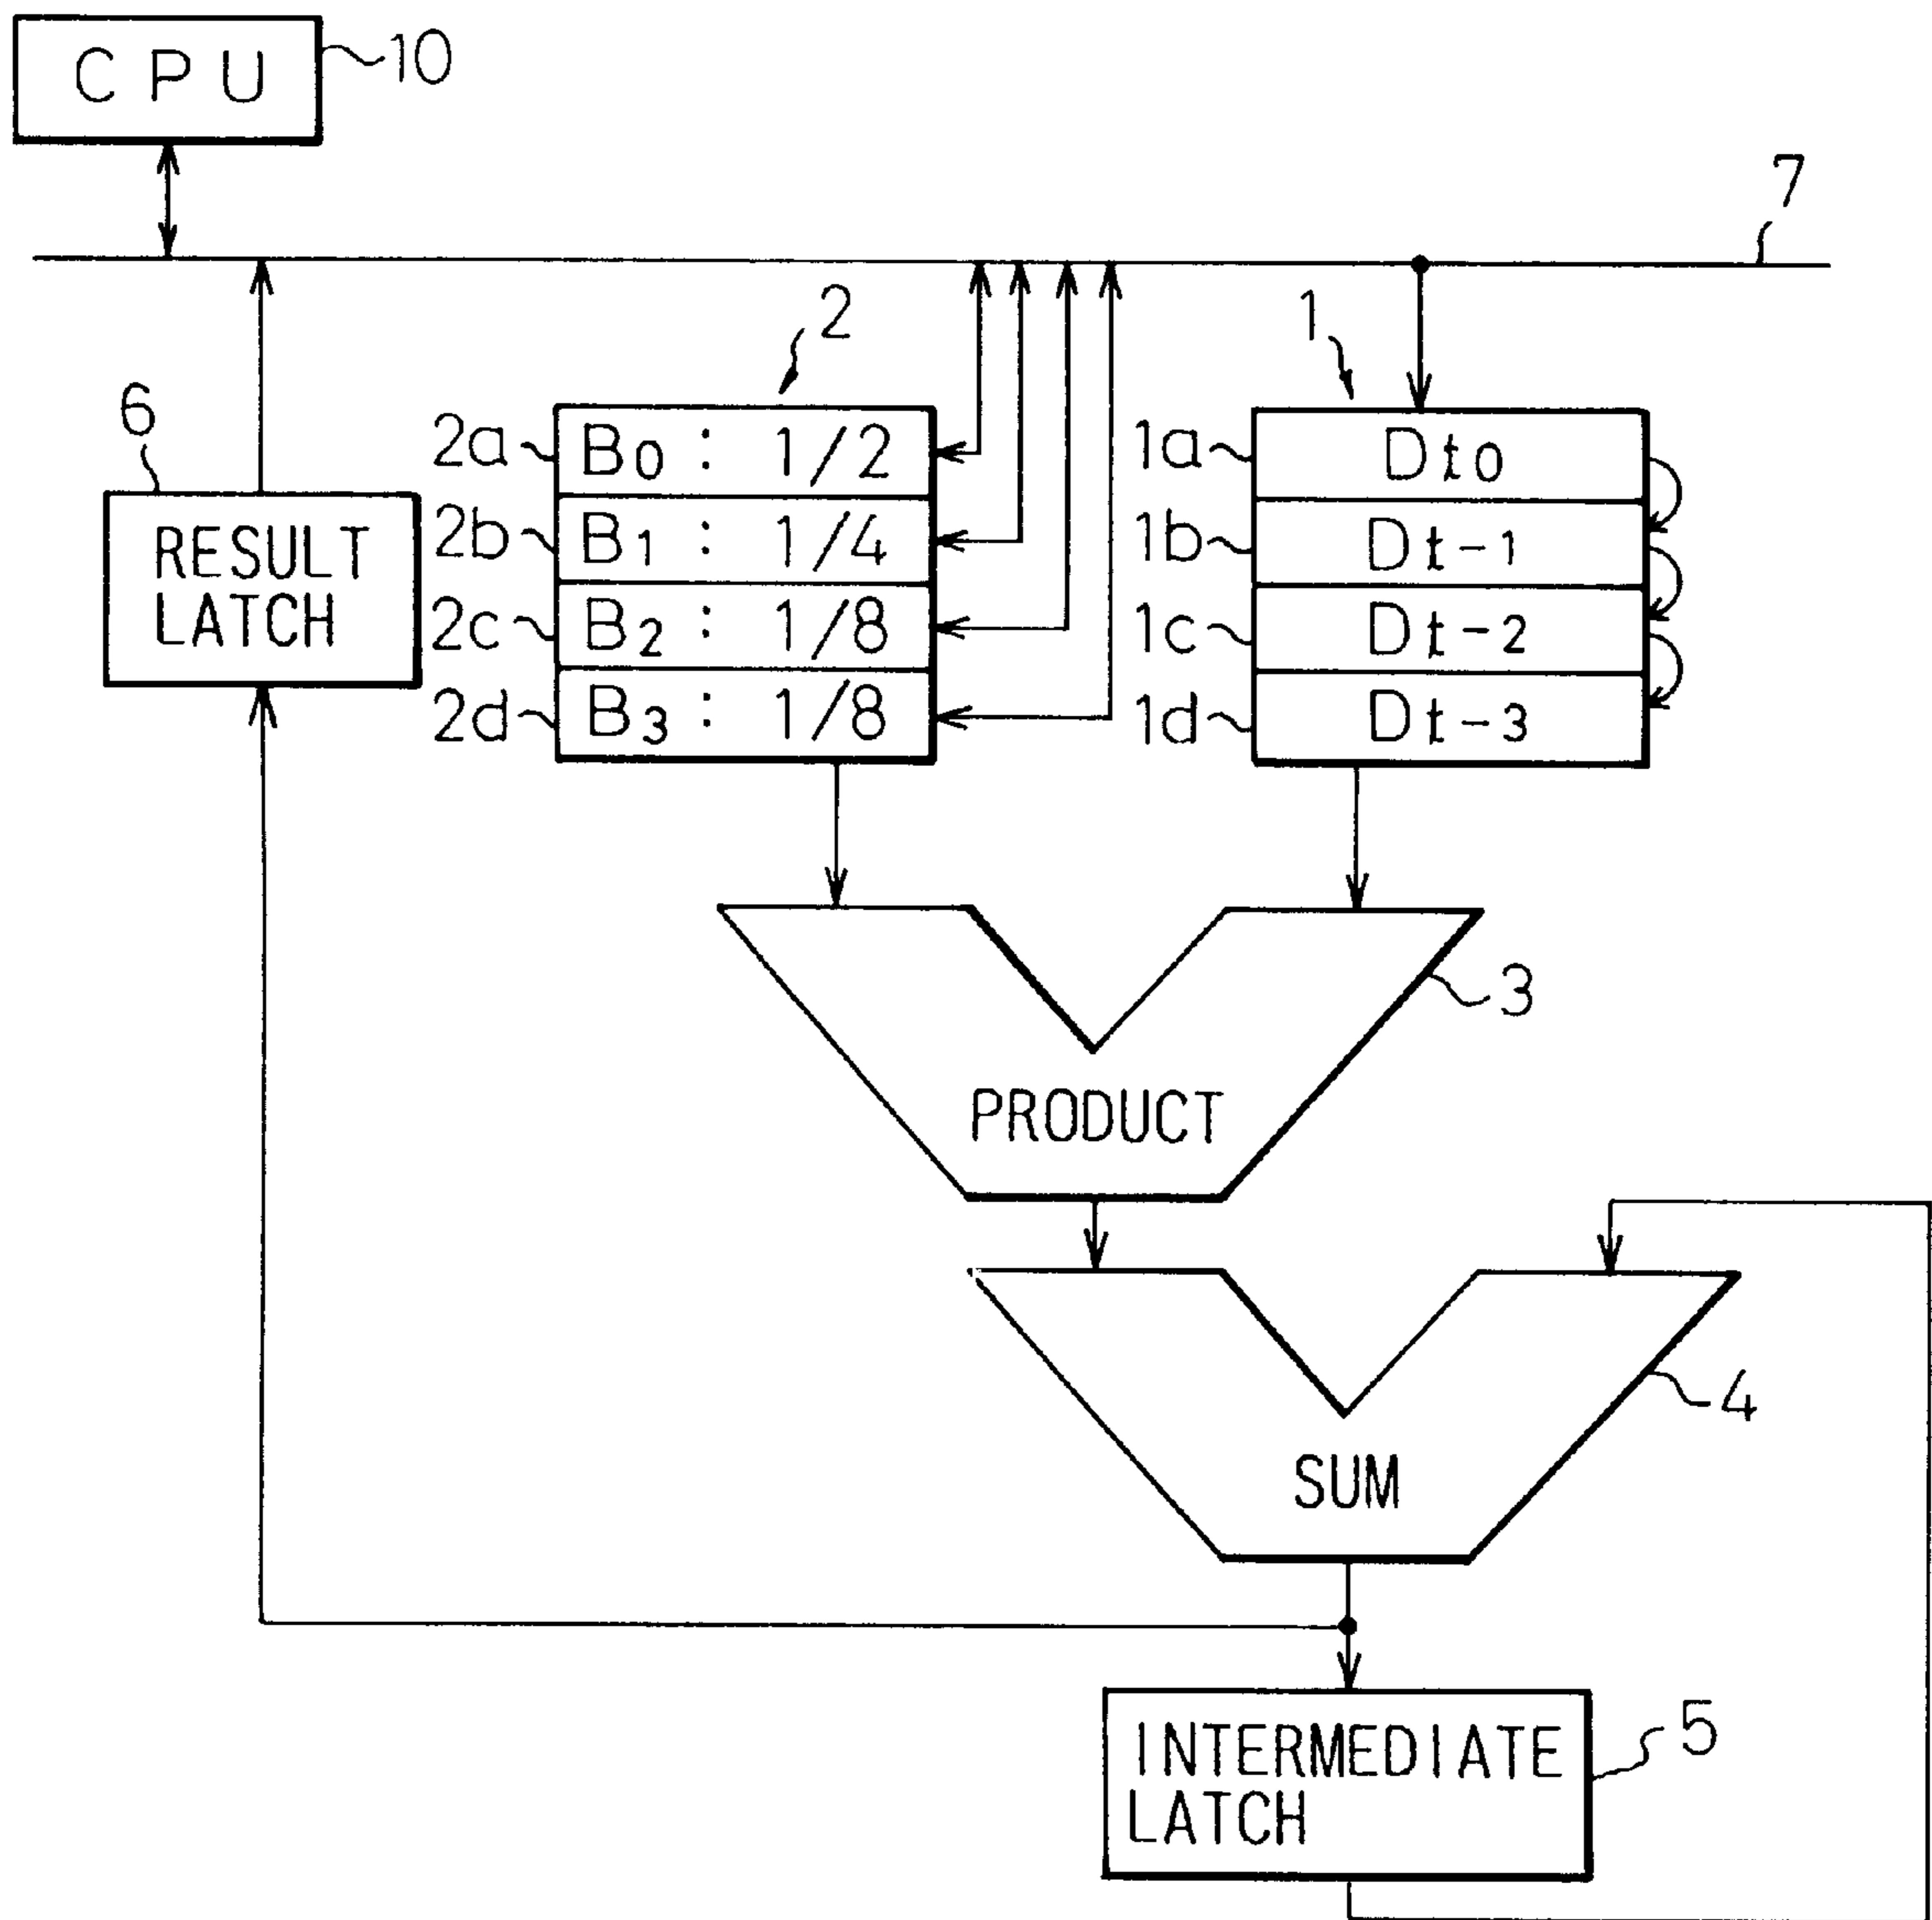 CPU
10
7
2
1
6
2a
B0 : 1/2
1a
Dt0
RESULT
LATCH
2b
B1 : 1/4
1b
Dt-1
2c
B2 : 1/8
1c
Dt-2
2d
B3 : 1/8
1d
Dt-3
3
PRODUCT
4
SUM
5
INTERMEDIATE
LATCH